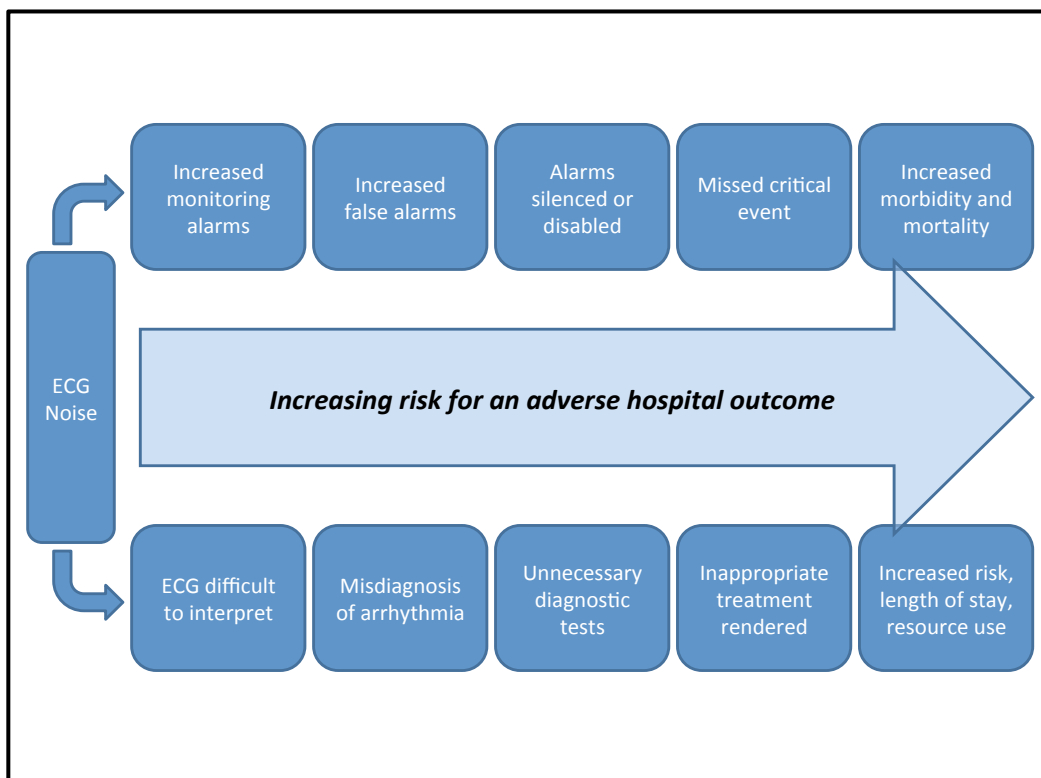 Increased
monitoring
alarms
Increased
false alarms
Alarms
silenced or
disabled
Missed critical
event
Increased
morbidity and
mortality
ECG
Noise
Increasing risk for an adverse hospital outcome
ECG difficult
to interpret
Misdiagnosis
of arrhythmia
Unnecessary
diagnostic
tests
Inappropriate
treatment
rendered
Increased risk,
length of stay,
resource use